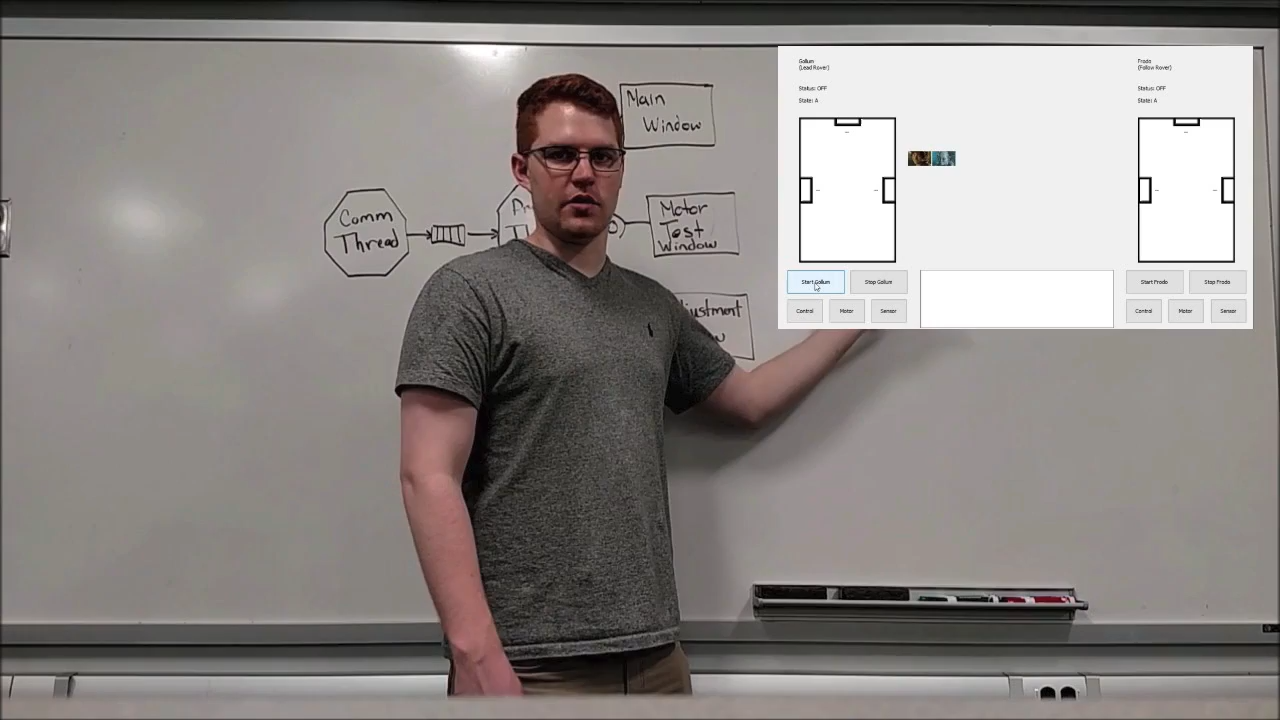 Main
Window
Comm
Thread
Motor
Test
Window
Gollum
(Lead Rover)
Status: OFF
State: A
Start Gollum
Stop Gollum
Control
Motor
Sensor
Frodo
(Follow Rover)
Status: OFF
State: A
Start Frodo
Stop Frodo
Control
Motor
Sensor